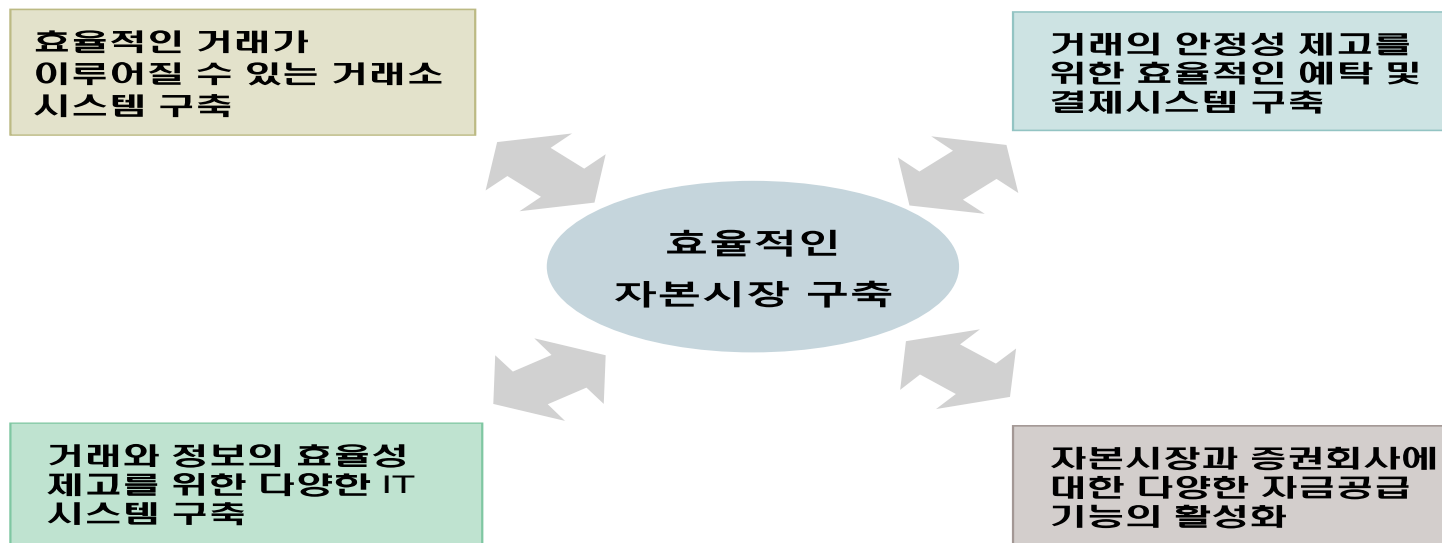 효율적인 거래가
이루어질 수 있는 거래소
시스템 구축
거래의 안정성 제고를
위한 효율적인 예탁 및
결제시스템 구축
효율적인
자본시장 구축
거래와 정보의 효율성
제고를 위한 다양한 IT
시스템 구축
자본시장과 증권회사에
대한 다양한 자금공급
기능의 활성화